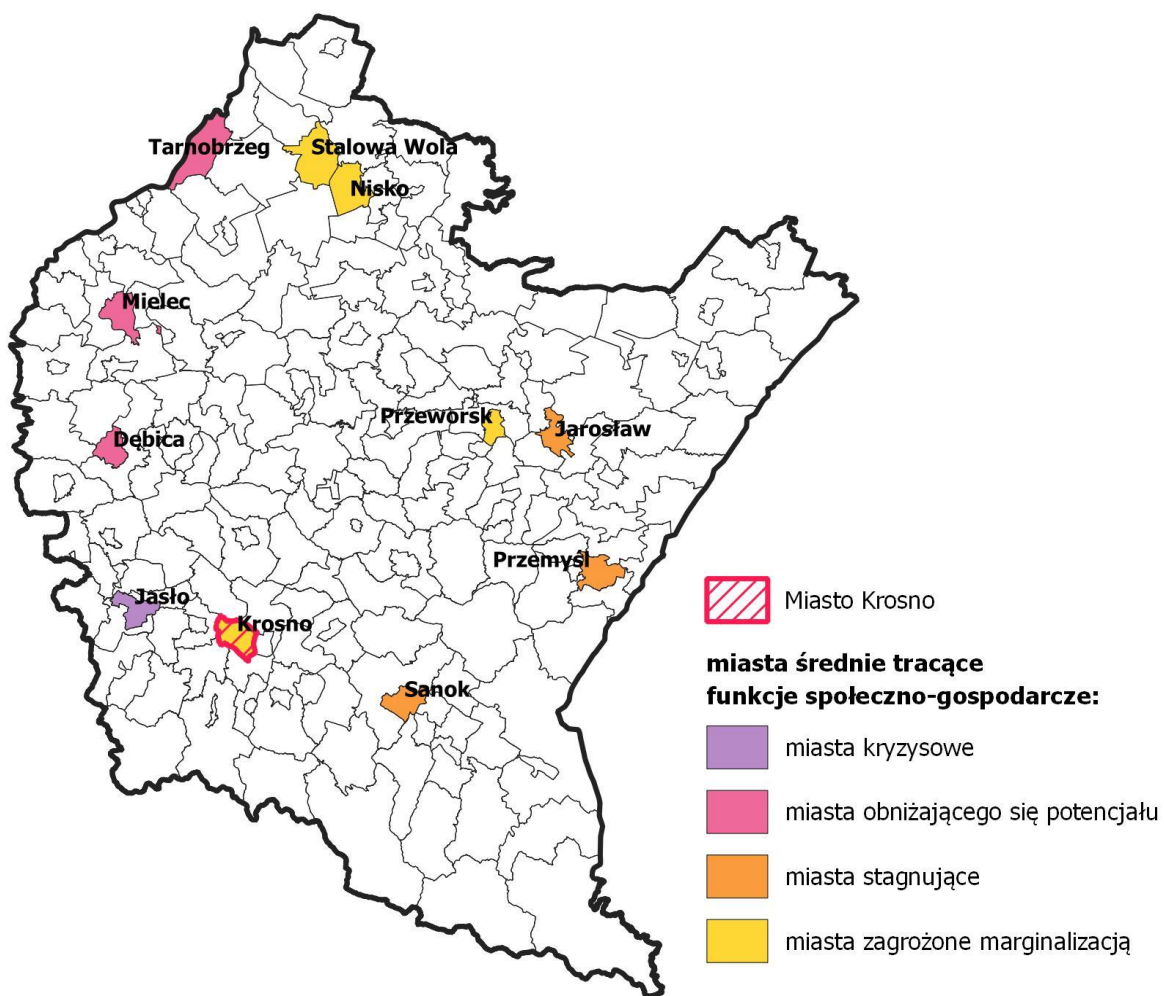 Tarnobrzeg
Stalowa Wola
Nisko
Mielec
Przeworsk
Jarosław
Dębica
Przemyśl
Jasło
Krosno
Sanok
Miasto Krosno
miasta średnie tracące
funkcje społeczno-gospodarcze:
miasta kryzysowe
miasta obniżającego się potencjału
miasta stagnujące
miasta zagrożone marginalizacją